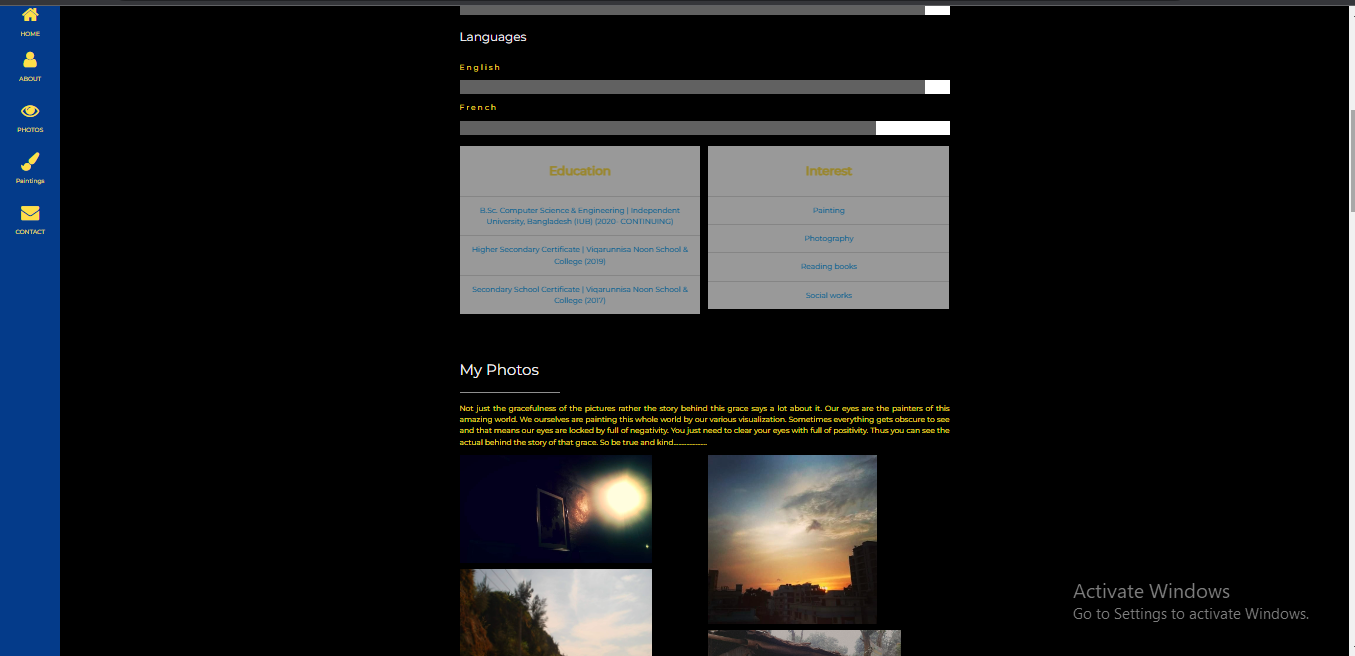 HOME
ABOUT
PHOTOS
Paintings
CONTACT
Languages
English
French
Education
B.Sc. Computer Science & Engineering | Independent
University, Bangladesh (IUB) (2020- CONTINUING)
Higher Secondary Certificate | Viqarunnisa Noon School &
College (2019)
Secondary School Certificate | Viqarunnisa Noon School &
College (2017)
Interest
Painting
Photography
Reading books
Social works
My Photos
Not just the gracefulness of the pictures rather the story behind this grace says a lot about it. Our eyes are the painters of this
amazing world. We ourselves are painting this whole world by our various visualization. Sometimes everything gets obscure to see
and that means our eyes are locked by full of negativity. You just need to clear your eyes with full of positivity. Thus you can see the
actual behind the story of that grace. So be true and kind....................
Activate Windows
Go to Settings to activate Windows.